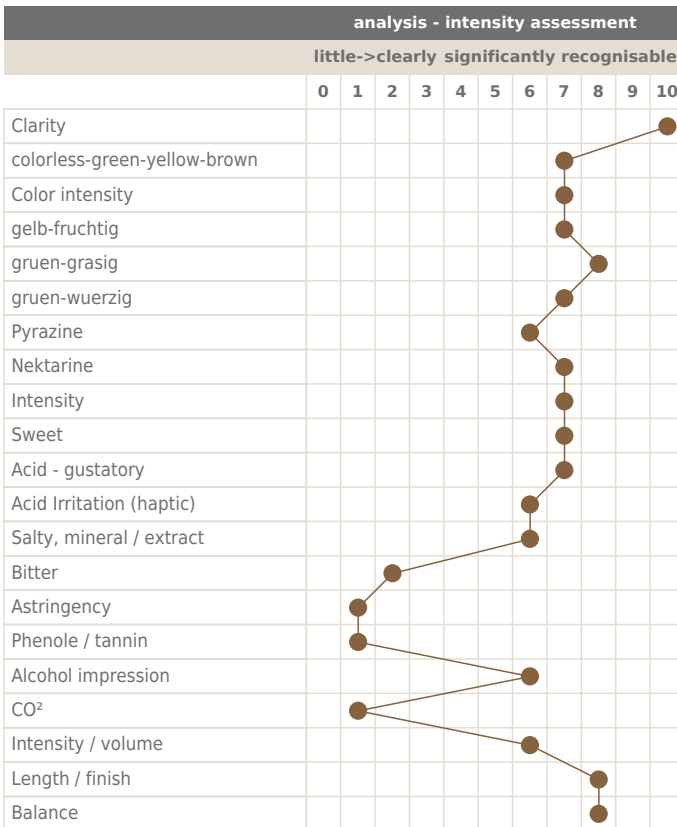 analysis - intensity assessment
little->clearly significantly recognisable
0 1 2 3 4 5 6 7 8 9 10
Clarity
colorless-green-yellow-brown
Color intensity
gelb-fruchtig
gruen-grasig
gruen-wuerzig
Pyrazine
Nektarine
Intensity
Sweet
Acid - gustatory
Acid Irritation (haptic)
Salty, mineral / extract
Bitter
Astringency
Phenole / tannin
Alcohol impression
CO²
Intensity / volume
Length / finish
Balance